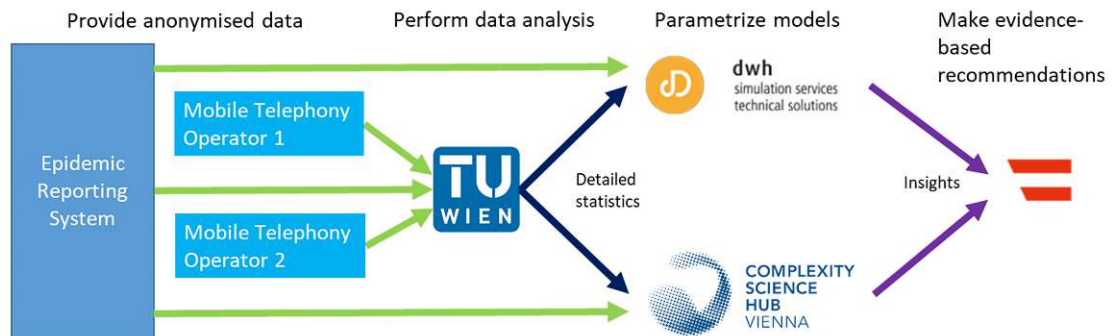 Provide anonymised data
Perform data analysis
Parametrize models
Make evidence-
based
recommendations
Epidemic
Reporting
System
Mobile Telephony
Operator 1
Mobile Telephony
Operator 2
TU
WIEN
Detailed
statistics
dwh
simulation services
technical solutions
COMPLEXITY
SCIENCE
HUB
VIENNA
Insights